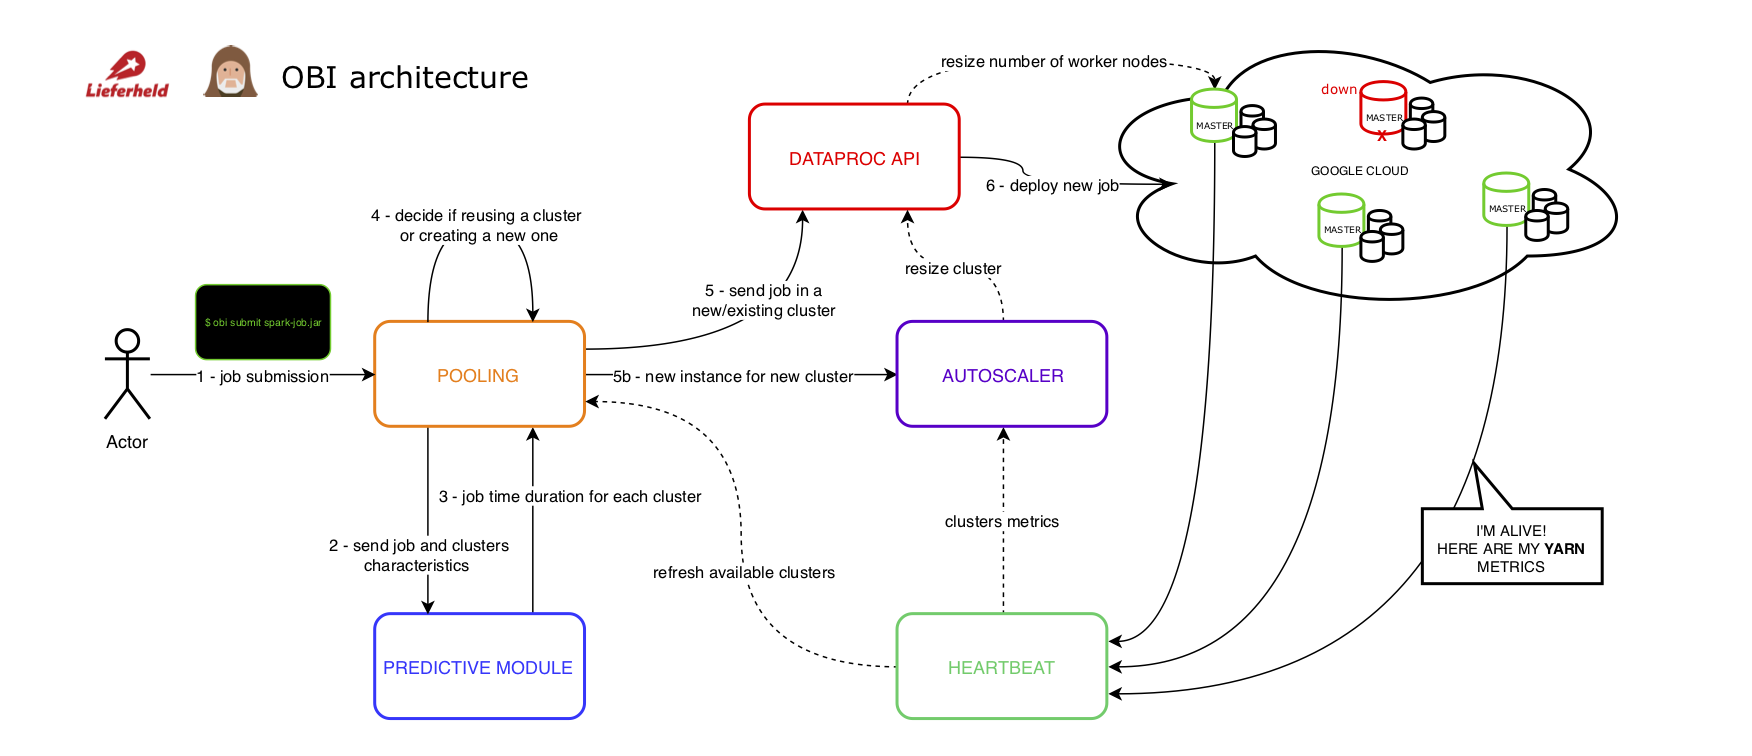 Lieferheld
OBI architecture
resize number of worker nodes
down
MASTER
MASTER
X
DATAPROC API
6 - deploy new job
GOOGLE CLOUD
MASTER
MASTER
4 - decide if reusing a cluster
or creating a new one
resize cluster
5 - send job in a
new/existing cluster
$ obi submit spark-job.jar
1 - job submission
POOLING
5b - new instance for new cluster
AUTOSCALER
Actor
3 - job time duration for each cluster
clusters metrics
2 - send job and clusters
characteristics
refresh available clusters
I'M ALIVE!
HERE ARE MY YARN
METRICS
PREDICTIVE MODULE
HEARTBEAT